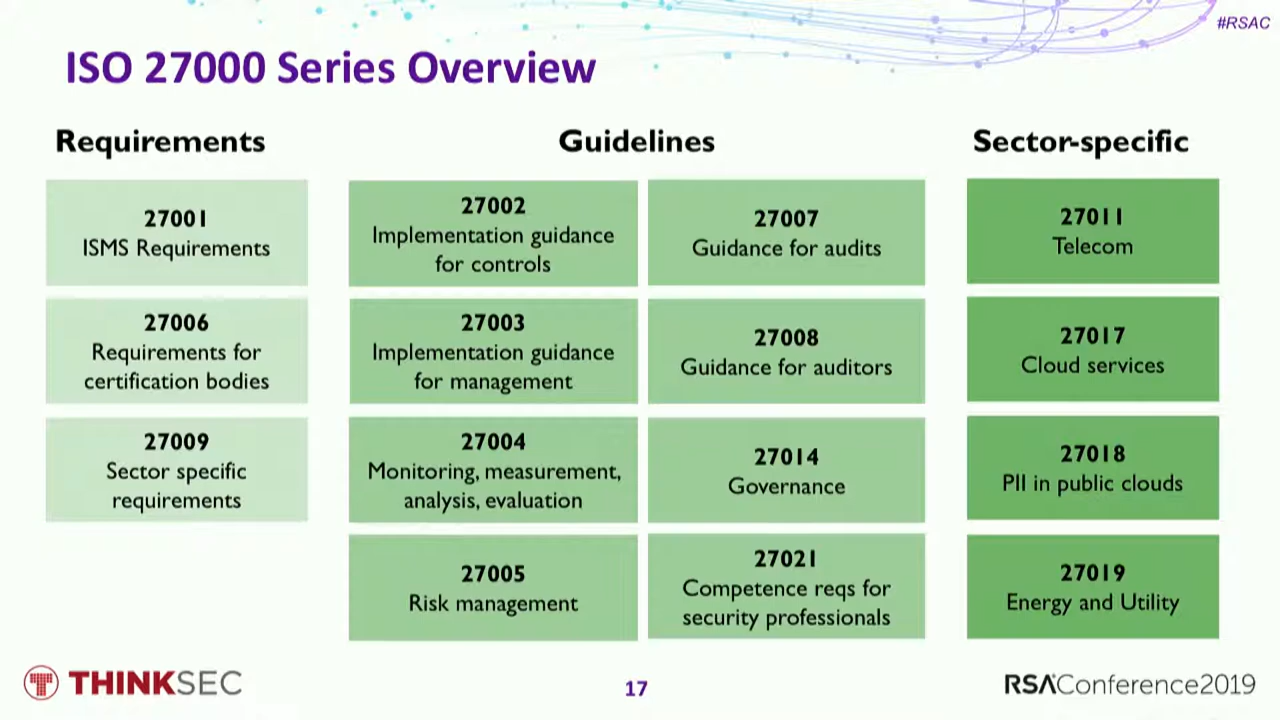 #RSAC
ISO 27000 Series Overview
Requirements
27001
ISMS Requirements
27006
Requirements for
certification bodies
27009
Sector specific
requirements
Guidelines
27002
Implementation guidance
for controls
27003
Implementation guidance
for management
27004
Monitoring, measurement,
analysis, evaluation
27005
Risk management
27007
Guidance for audits
27008
Guidance for auditors
27014
Governance
27021
Competence reqs for
security professionals
Sector-specific
27011
Telecom
27017
Cloud services
27018
PII in public clouds
27019
Energy and Utility
THINKSEC
17
RSAConference2019